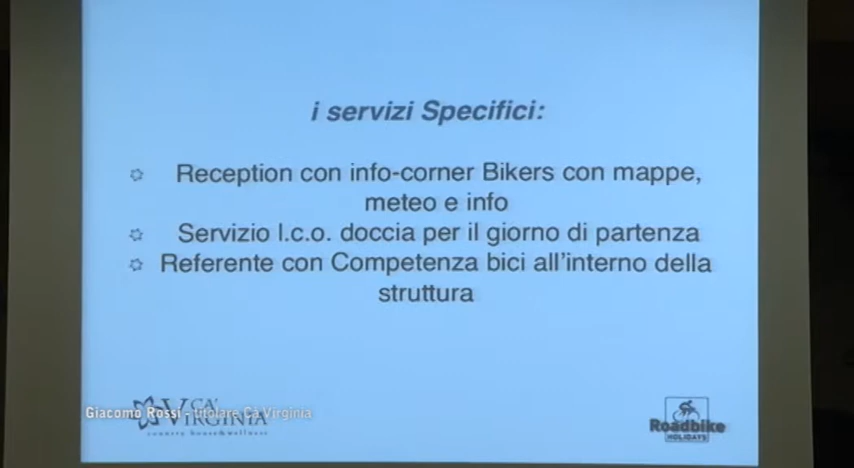 i servizi Specifici:
Reception con info-corner Bikers con mappe,
meteo e info
Servizio l.c.o. doccia per il giorno di partenza
Referente con Competenza bici all'interno della
struttura
Giacomo Rossi - titolare Cà Virginia
CA'
VIRGINIA
country house&wellness
Roadbike
HOLIDAYS